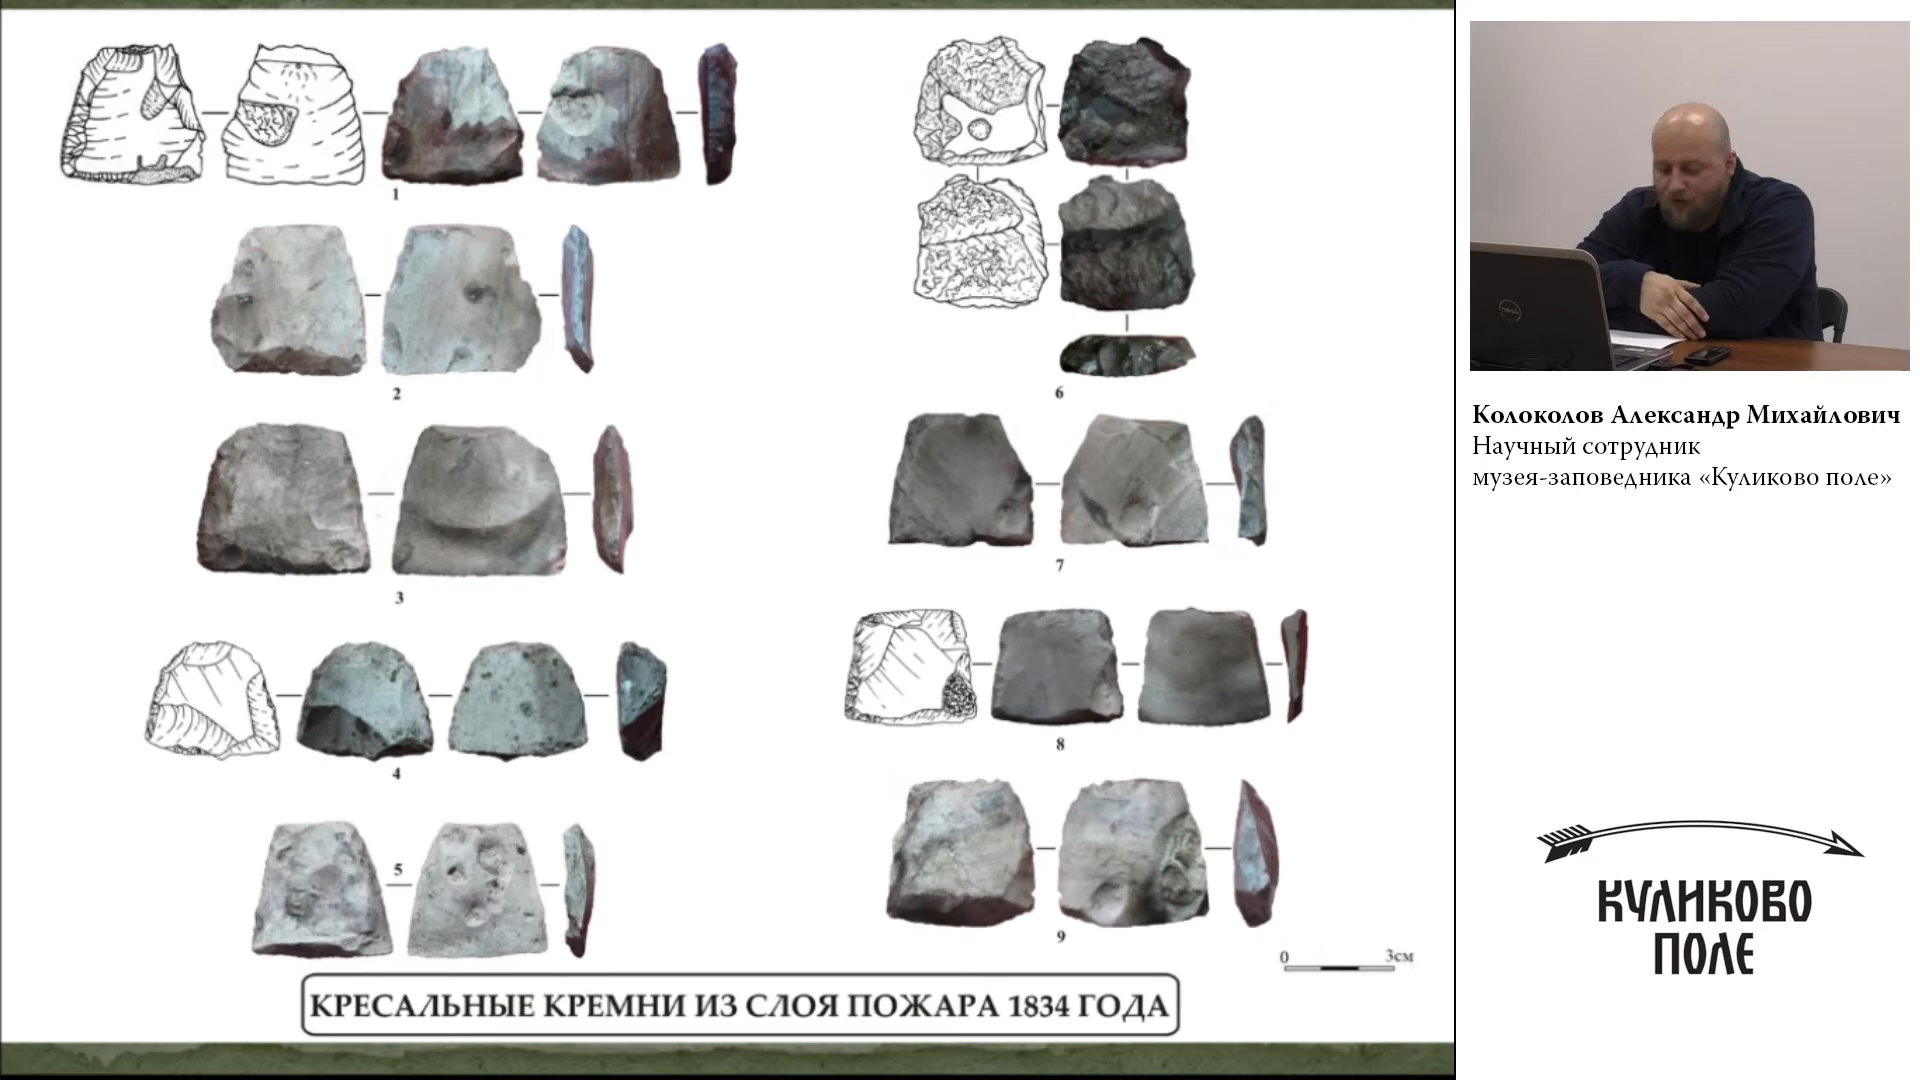 1
2
3
4
5
6
7
8
9
0 3см
КРЕСАЛЬНЫЕ КРЕМНИ ИЗ СЛОЯ ПОЖАРА 1834 ГОДА
DELL
Колоколов Александр Михайлович
Научный сотрудник
музея-заповедника «Куликово поле»
КУЛИКОВО
ПОЛЕ